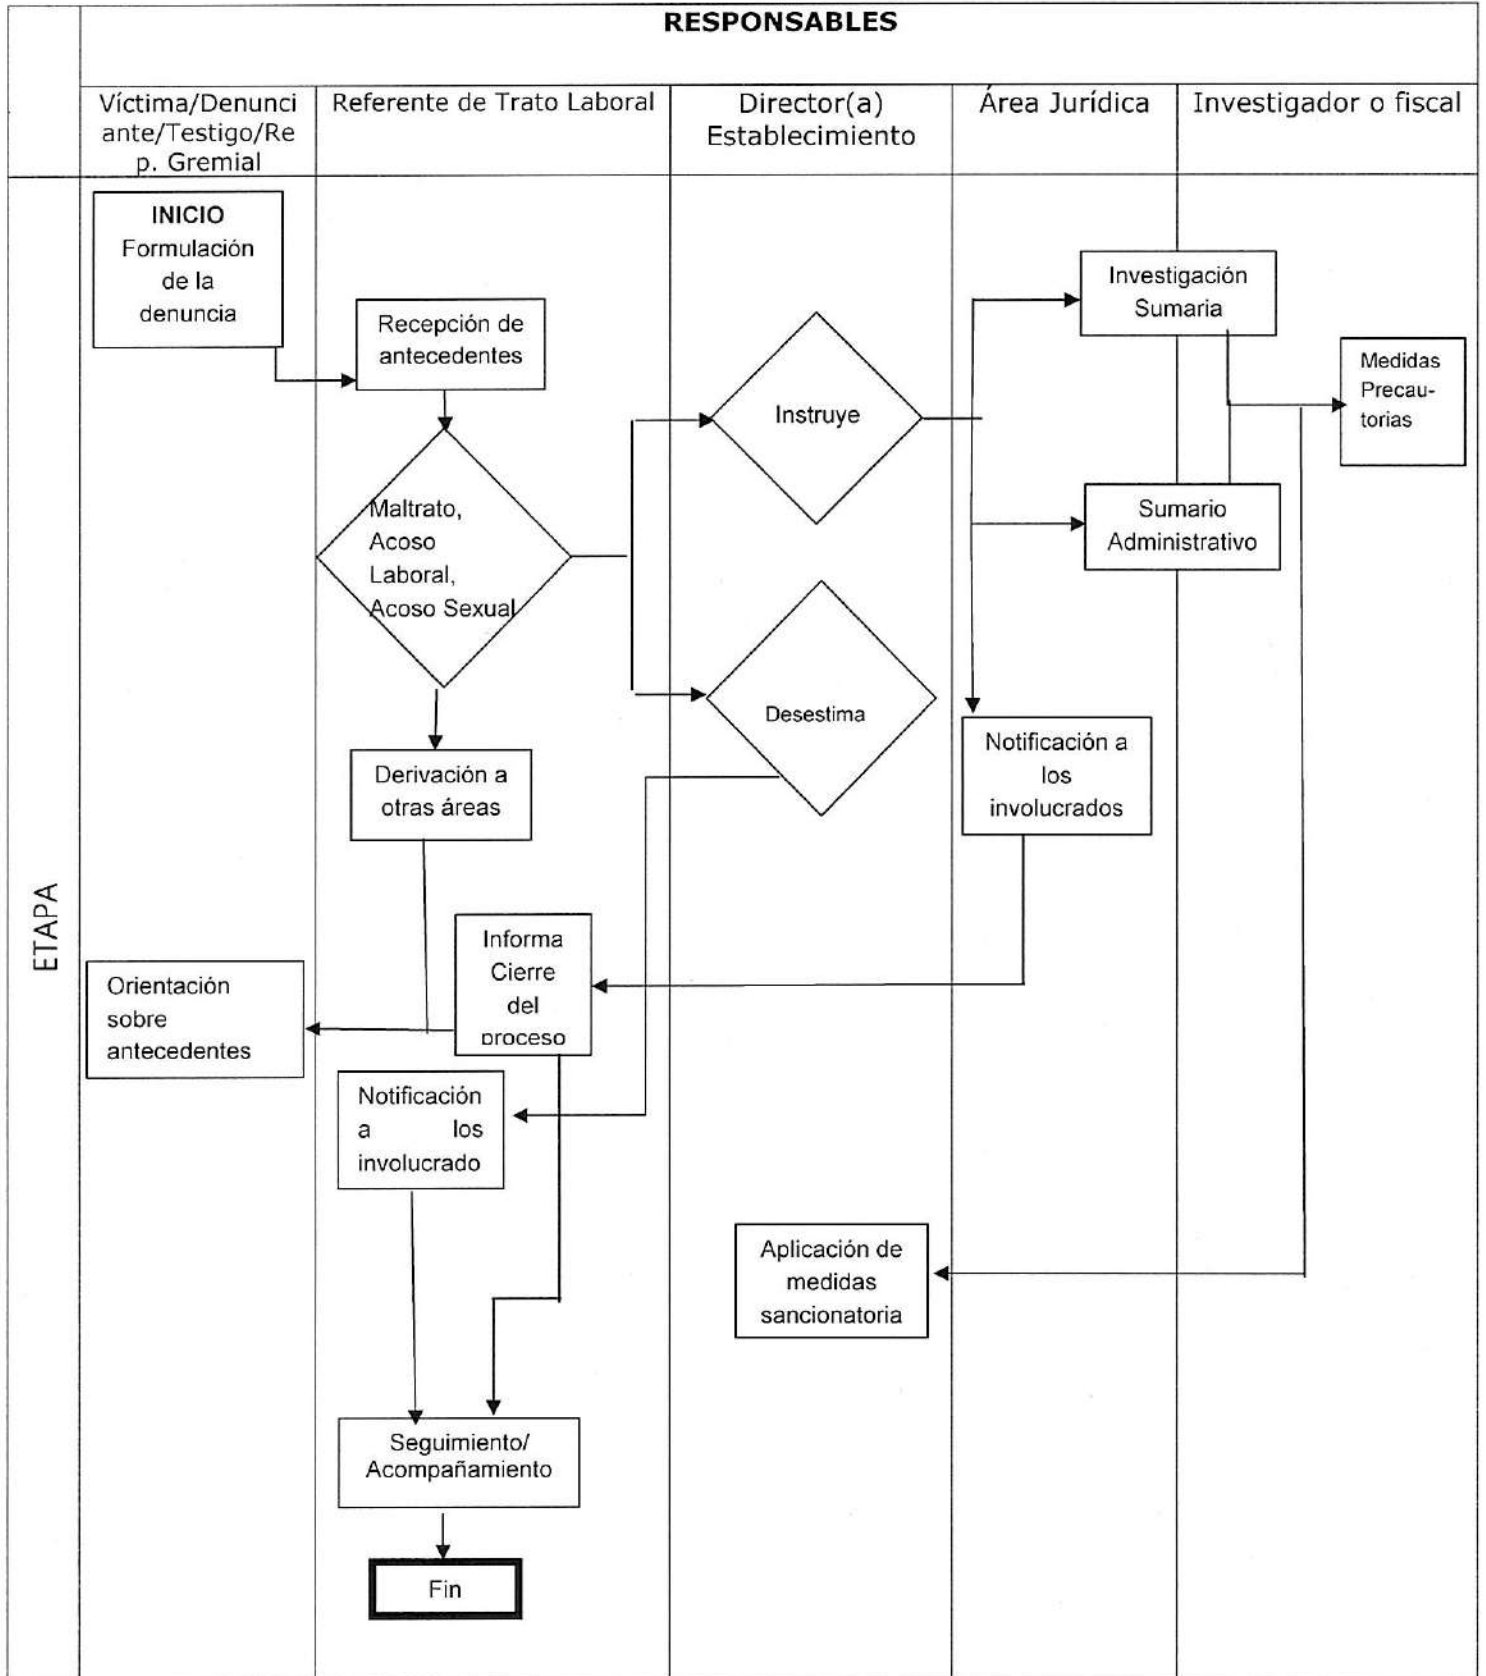 RESPONSABLES
Víctima/Denunci
ante/Testigo/Re
p. Gremial
Referente de Trato Laboral
Director(a)
Establecimiento
Área Jurídica
Investigador o fiscal
ETAPA
INICIO
Formulación
de la
denuncia
Recepción de
antecedentes
Investigación
Sumaria
Medidas
Precau-
torias
Instruye
Maltrato,
Acoso
Laboral,
Acoso Sexual
Sumario
Administrativo
Desestima
Derivación a
otras áreas
Notificación a
los
involucrados
Informa
Cierre
del
proceso
Orientación
sobre
antecedentes
Notificación
a los
involucrado
Aplicación de
medidas
sancionatoria
Seguimiento/
Acompañamiento
Fin